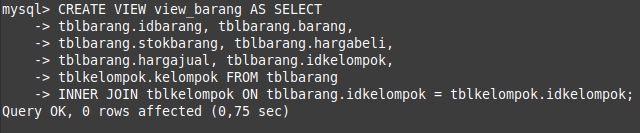 mysql> CREATE VIEW view_barang AS SELECT
    -> tblbarang.idbarang, tblbarang.barang,
    -> tblbarang.stokbarang, tblbarang.hargabeli,
    -> tblbarang.hargajual, tblbarang.idkelompok,
    -> tblkelompok.kelompok FROM tblbarang
    -> INNER JOIN tblkelompok ON tblbarang.idkelompok = tblkelompok.idkelompok;
Query OK, 0 rows affected (0,75 sec)